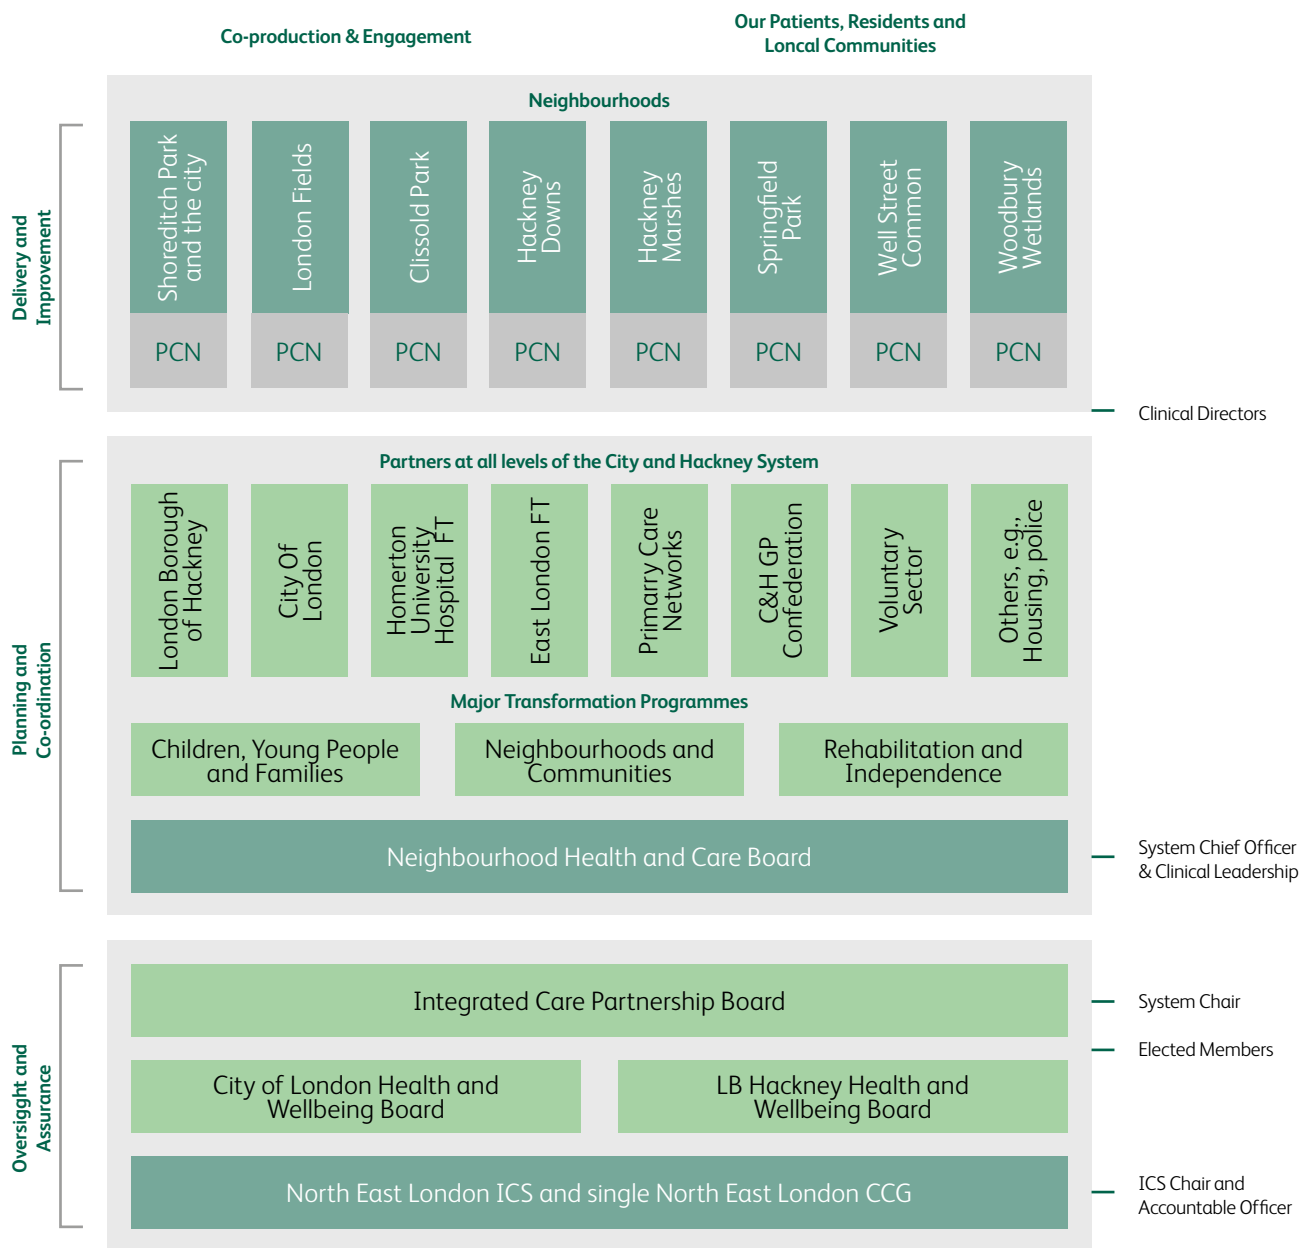 Co-production & Engagement
Our Patients, Residents and
Loncal Communities
Neighbourhoods
Delivery and
Improvement
Shoreditch Park
and the city
London Fields
Clissold Park
Hackney
Downs
Hackney
Marshes
Springfield
Park
Well Street
Common
Woodbury
Wetlands
PCN
PCN
PCN
PCN
PCN
PCN
PCN
PCN
Clinical Directors
Partners at all levels of the City and Hackney System
Planning and
Co-ordination
London Borough
of Hackney
City Of
London
Homerton
University
Hospital FT
East London FT
Primarry Care
Networks
C&H GP
Confederation
Voluntary
Sector
Others, e.g.,
Housing, police
Major Transformation Programmes
Children, Young People
and Families
Neighbourhoods and
Communities
Rehabilitation and
Independence
Neighbourhood Health and Care Board
System Chief Officer
& Clinical Leadership
Oversigght and
Assurance
Integrated Care Partnership Board
System Chair
Elected Members
City of London Health and
Wellbeing Board
LB Hackney Health and
Wellbeing Board
North East London ICS and single North East London CCG
ICS Chair and
Accountable Officer